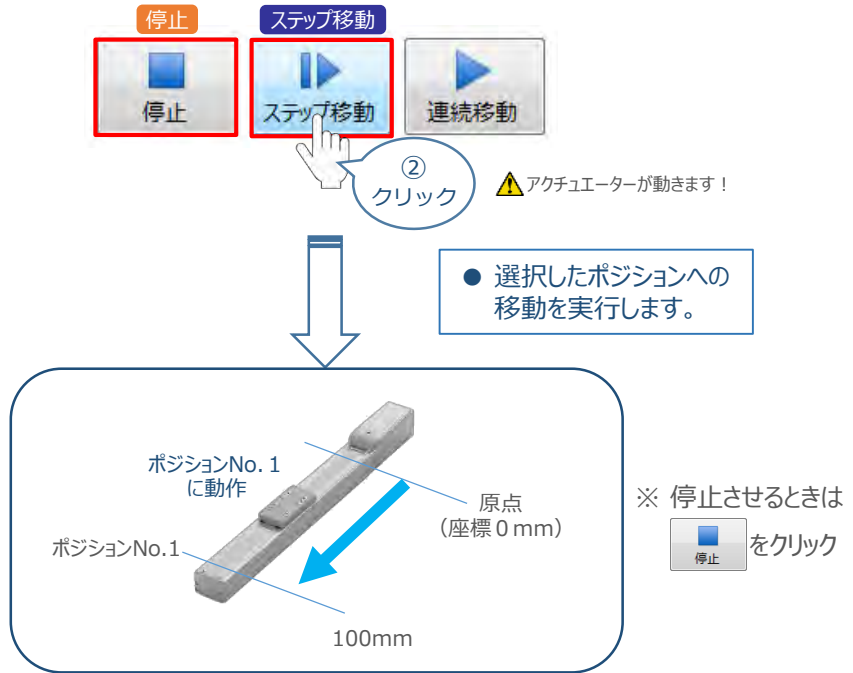 停止
ステップ移動
停止
ステップ移動
連続移動
②
クリック
アクチュエーターが動きます！
● 選択したポジションへの
移動を実行します。
ポジションNo. 1
に動作
原点
（座標０mm）
ポジションNo.1
100mm
※ 停止させるときは
停止
をクリック